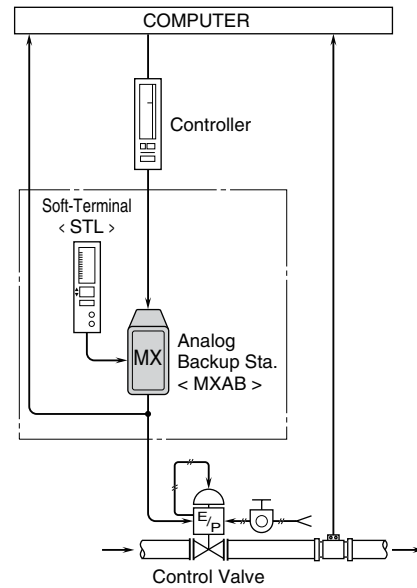 COMPUTER
Controller
Soft-Terminal
< STL >
MX
Analog
Backup Sta.
< MXAB >
E/P
Control Valve